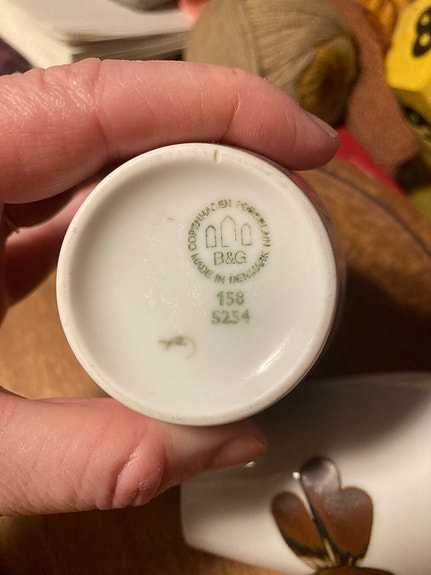 COPENHAGEN PORCELAIN
B&G
MADE IN DENMARK
158
5254